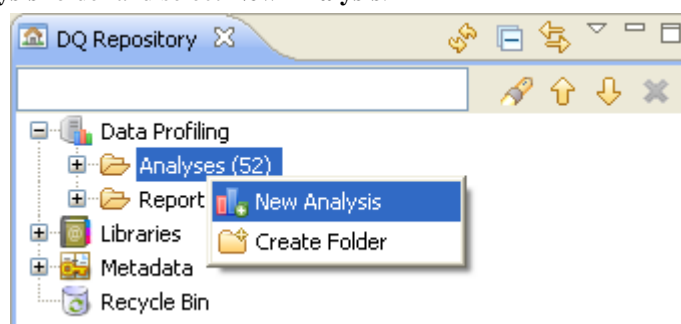 DQ Repository
Data Profiling
Analyses (52)
Report
New Analysis
Libraries
Create Folder
Metadata
Recycle Bin